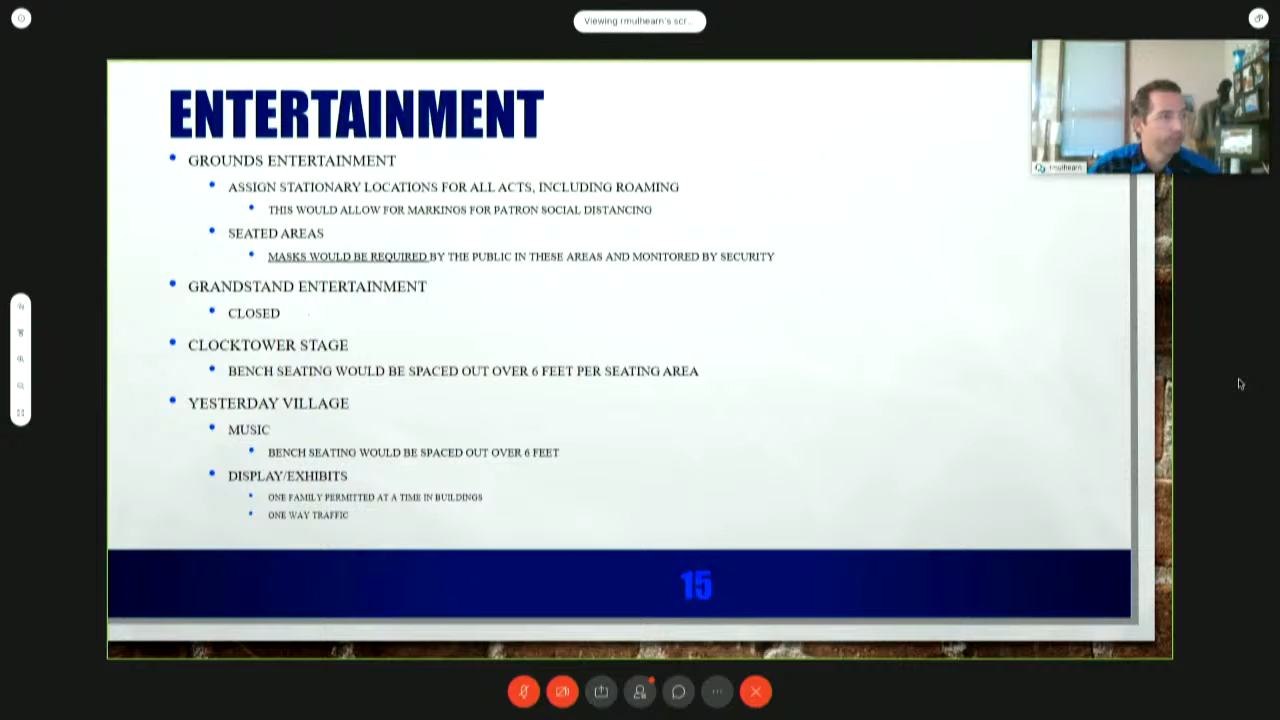 Viewing rmulhearn's scr...
ENTERTAINMENT
GROUNDS ENTERTAINMENT
ASSIGN STATIONARY LOCATIONS FOR ALL ACTS, INCLUDING ROAMING
THIS WOULD ALLOW FOR MARKINGS FOR PATRON SOCIAL DISTANCING
SEATED AREAS
MASKS WOULD BE REQUIRED BY THE PUBLIC IN THESE AREAS AND MONITORED BY SECURITY
GRANDSTAND ENTERTAINMENT
CLOSED
CLOCKTOWER STAGE
BENCH SEATING WOULD BE SPACED OUT OVER 6 FEET PER SEATING AREA
YESTERDAY VILLAGE
MUSIC
BENCH SEATING WOULD BE SPACED OUT OVER 6 FEET
DISPLAY/EXHIBITS
ONE FAMILY PERMITTED AT A TIME IN BUILDINGS
ONE WAY TRAFFIC
15
rmulhearn